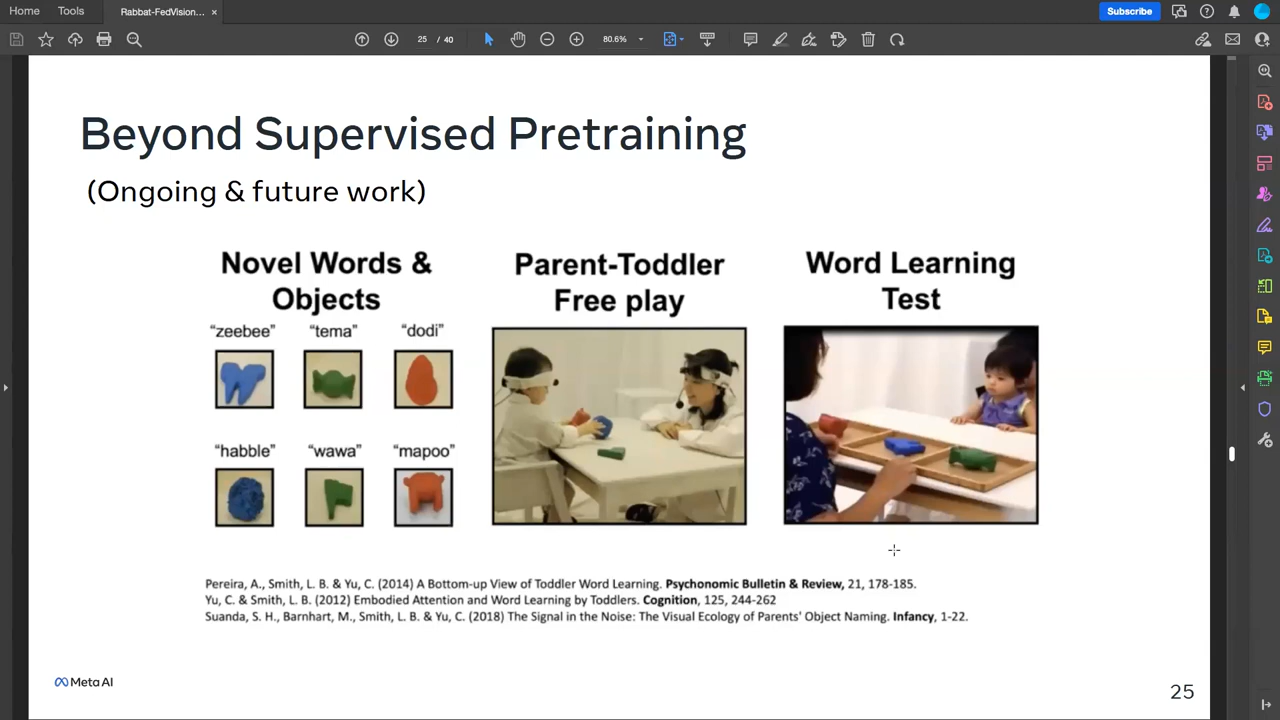 Home
Tools
Rabbat-FedVision... ×
Subscribe
25 / 40
80.6%
Beyond Supervised Pretraining
(Ongoing & future work)
Novel Words &
Objects
"zeebee" "tema" "dodi"
"habble" "wawa" "mapoo"
Parent-Toddler
Free play
Word Learning
Test
Pereira, A., Smith, L. B. & Yu, C. (2014) A Bottom-up View of Toddler Word Learning. Psychonomic Bulletin & Review, 21, 178-185.
Yu, C. & Smith, L. B. (2012) Embodied Attention and Word Learning by Toddlers. Cognition, 125, 244-262
Suanda, S. H., Barnhart, M., Smith, L. B. & Yu, C. (2018) The Signal in the Noise: The Visual Ecology of Parents' Object Naming. Infancy, 1-22.
Meta AI
25